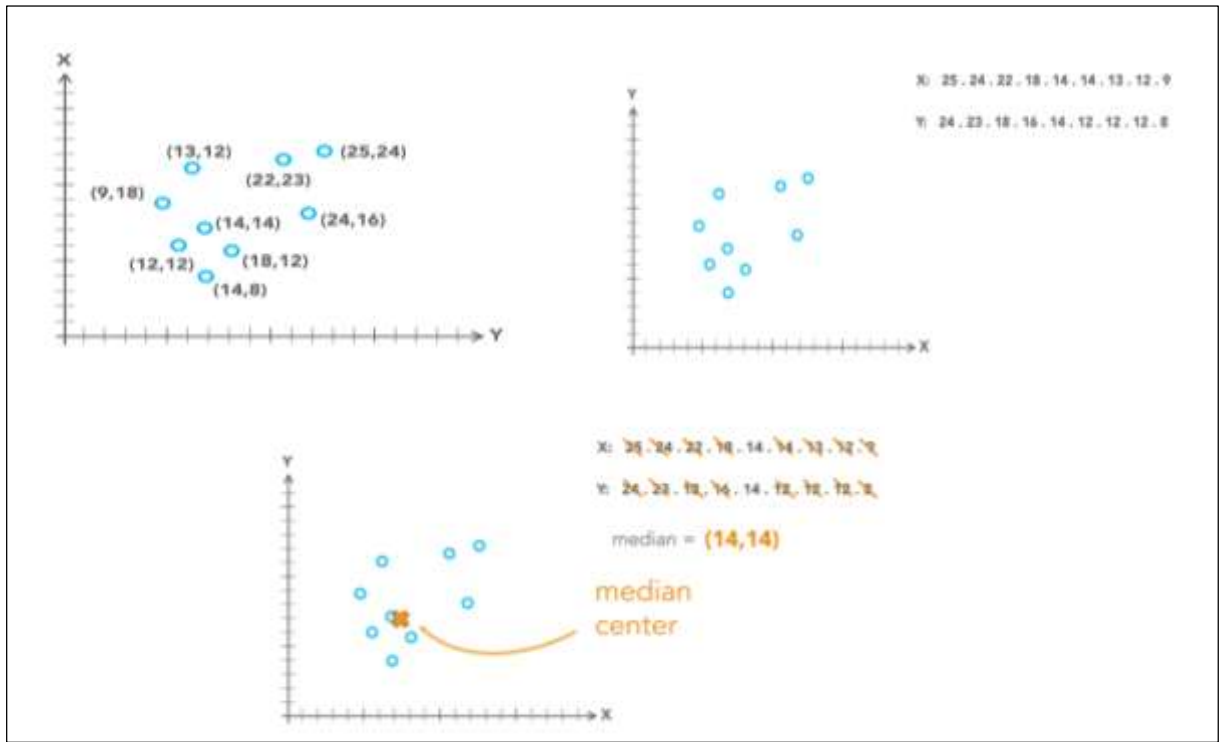 X
(13,12)
(25,24)
(22,23)
(9,18)
(14,14)
(24,16)
(12,12)
(18,12)
(14,8)
Y
X: 25 . 24 . 22 . 18 . 14 . 14 . 13 . 12 . 9
Y: 24 . 23 . 18 . 16 . 14 . 12 . 12 . 12 . 8
Y
X
X: 25 . 24 . 22 . 18 . 14 . 14 . 13 . 12 . 9
Y: 24 . 23 . 18 . 16 . 14 . 12 . 12 . 12 . 8
median = (14,14)
median
center
Y
X